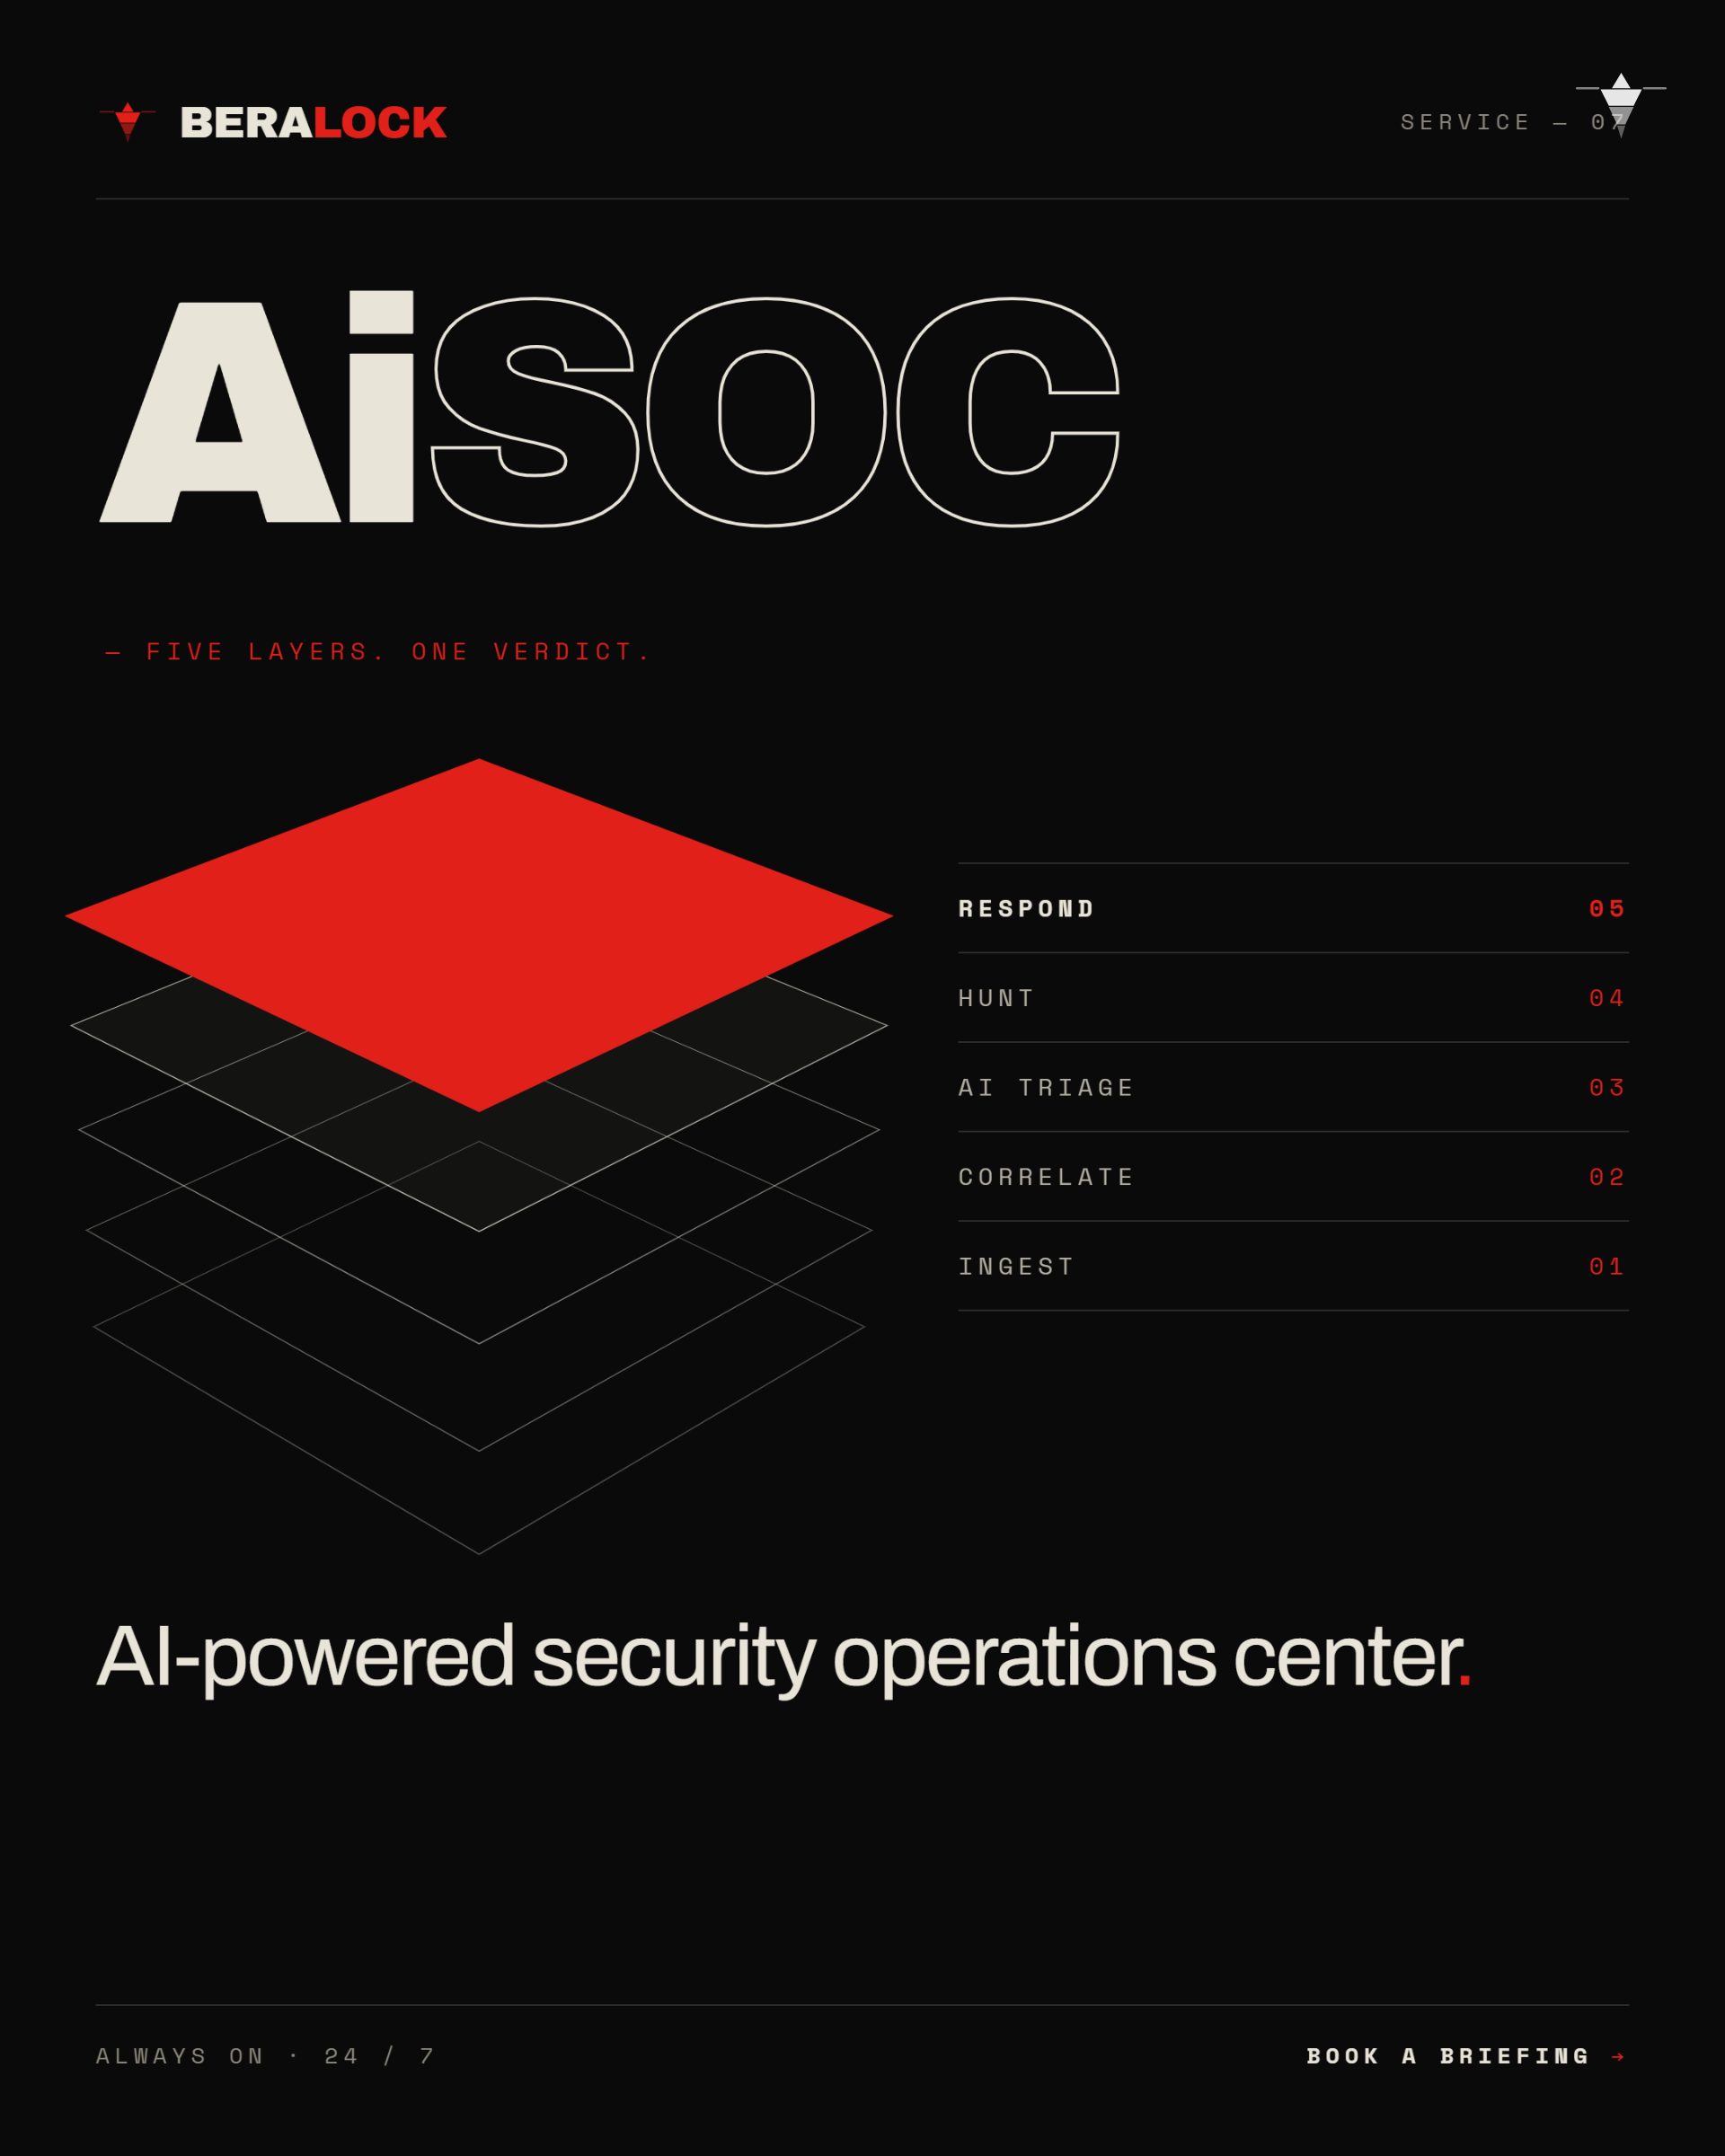 BERALOCK
SERVICE — 07
AiSOC
— FIVE LAYERS. ONE VERDICT.
RESPOND 05
HUNT 04
AI TRIAGE 03
CORRELATE 02
INGEST 01
AI-powered security operations center.
ALWAYS ON · 24 / 7
BOOK A BRIEFING →